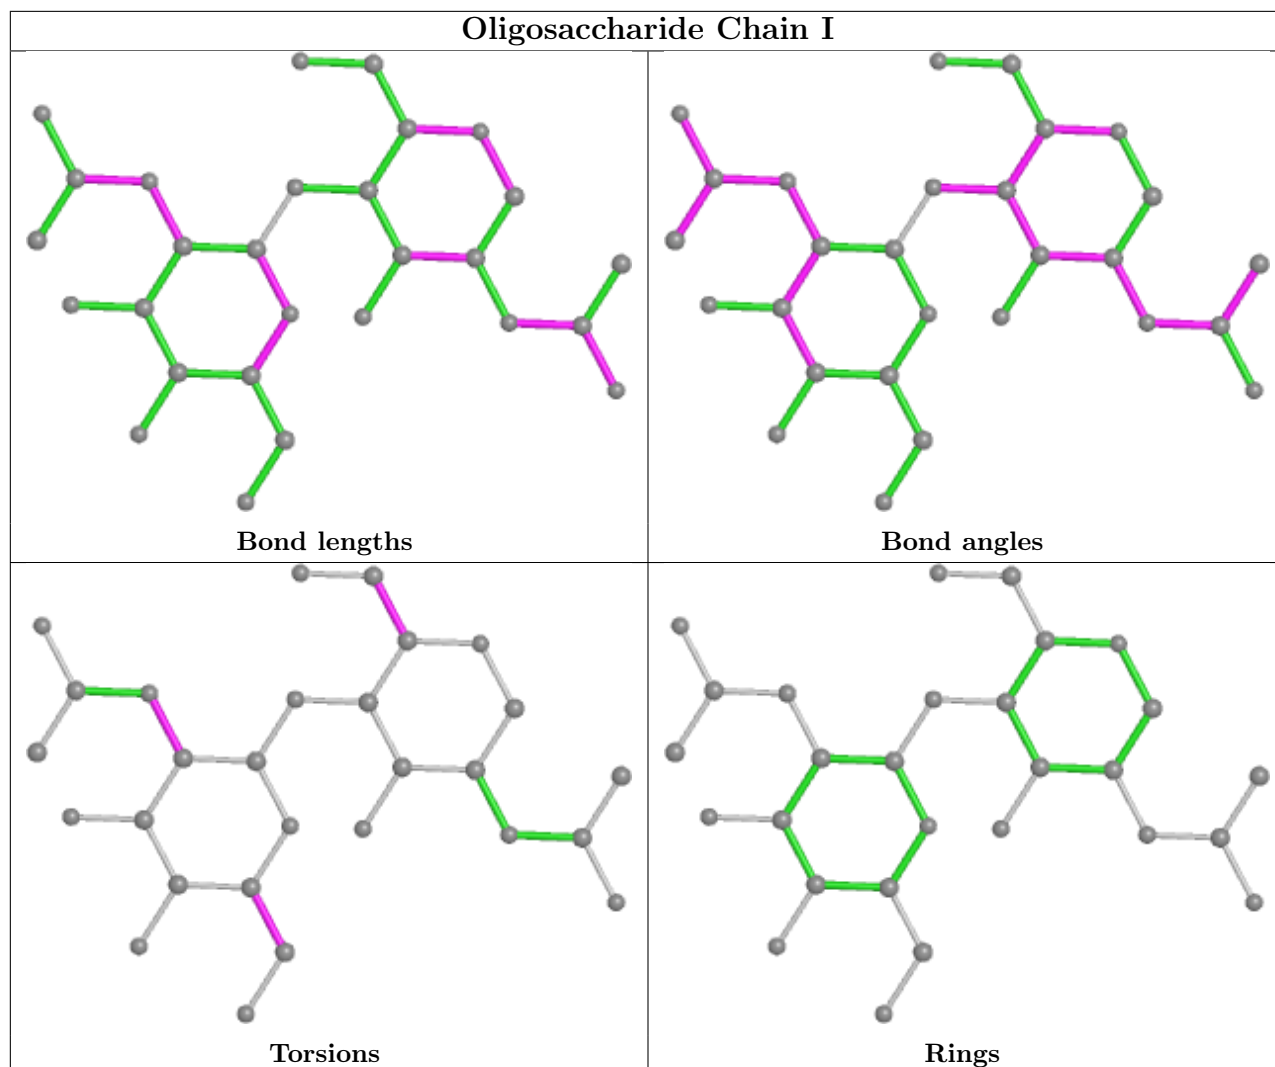 Oligosaccharide Chain I
Bond lengths
Bond angles
Torsions
Rings